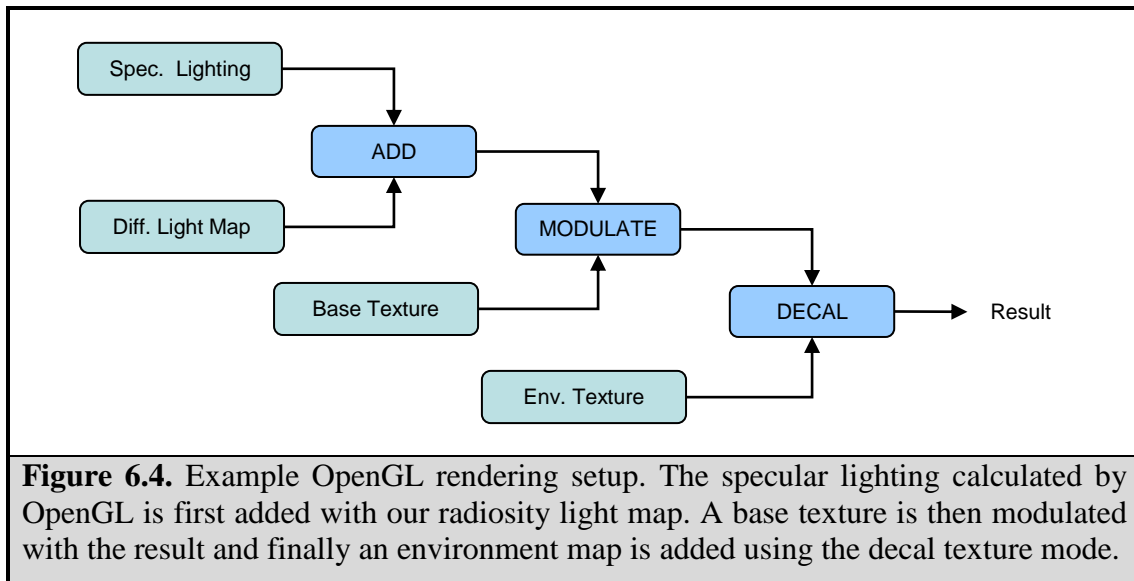 Spec. Lighting
ADD
Diff. Light Map
MODULATE
Base Texture
DECAL
Result
Env. Texture
Figure 6.4. Example OpenGL rendering setup. The specular lighting calculated by
OpenGL is first added with our radiosity light map. A base texture is then modulated
with the result and finally an environment map is added using the decal texture mode.